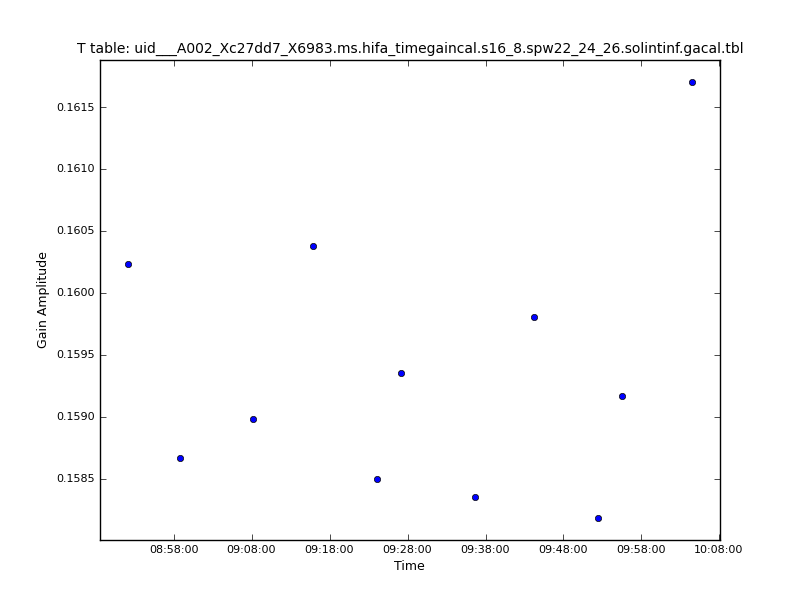 T table: uid___A002_Xc27dd7_X6983.ms.hifa_timegaincal.s16_8.spw22_24_26.solintinf.gacal.tbl
0.1615
0.1610
0.1605
0.1600
0.1595
0.1590
0.1585
Gain Amplitude
08:58:00 09:08:00 09:18:00 09:28:00 09:38:00 09:48:00 09:58:00 10:08:00
Time